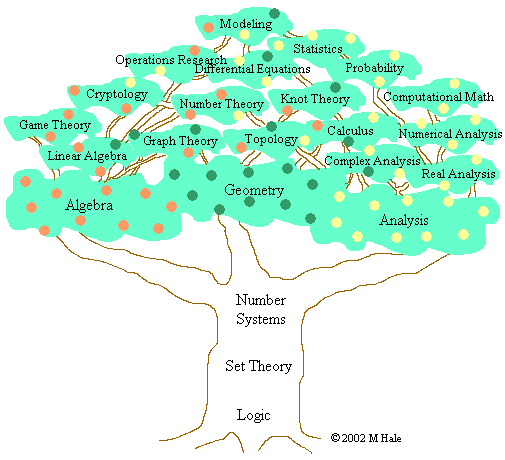 Modeling
Statistics
Operations Research
Differential Equations
Probability
Cryptology
Number Theory
Knot Theory
Computational Math
Game Theory
Graph Theory
Topology
Calculus
Numerical Analysis
Linear Algebra
Complex Analysis
Real Analysis
Algebra
Geometry
Analysis
Number
Systems
Set Theory
Logic
© 2002 M Hale